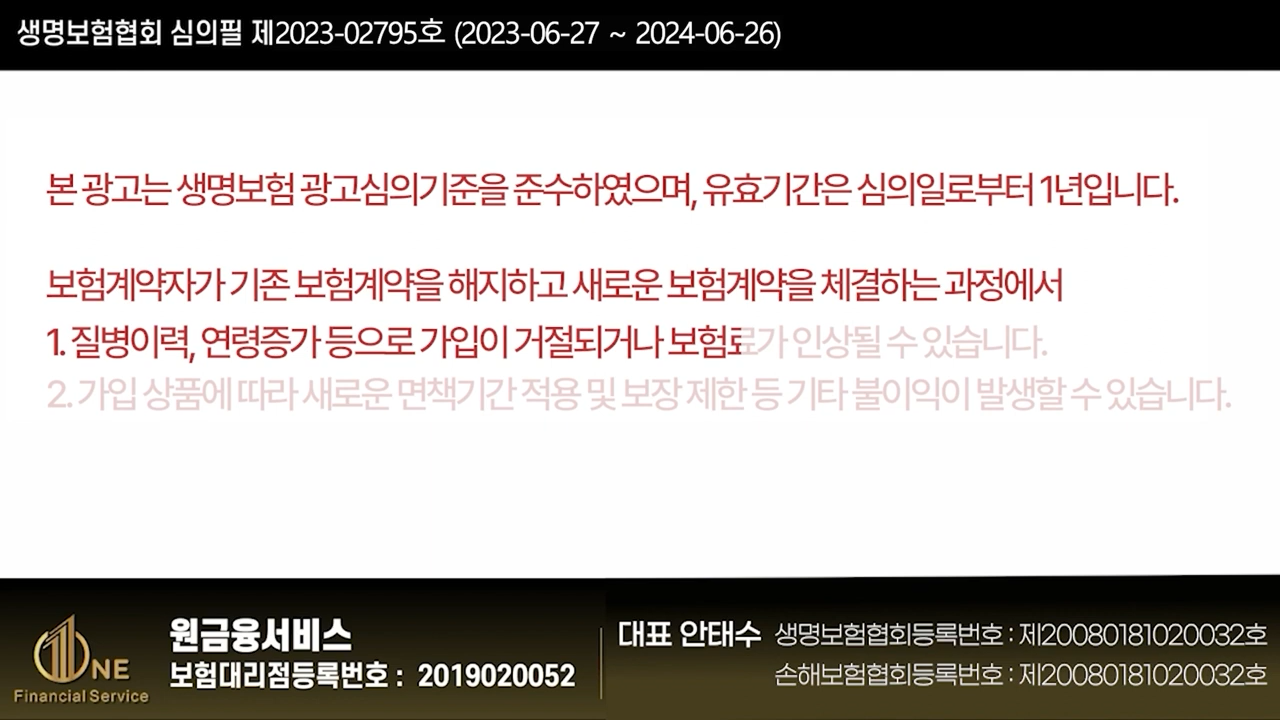 생명보험협회 심의필 제2023-02795호 (2023-06-27 ~ 2024-06-26)
본 광고는 생명보험 광고심의기준을 준수하였으며, 유효기간은 심의일로부터 1년입니다.
보험계약자가 기존 보험계약을 해지하고 새로운 보험계약을 체결하는 과정에서
1. 질병이력, 연령증가 등으로 가입이 거절되거나 보험료가 인상될 수 있습니다.
2. 가입 상품에 따라 새로운 면책기간 적용 및 보장 제한 등 기타 불이익이 발생할 수 있습니다.
ONE
Financial Service
원금융서비스
보험대리점등록번호 : 2019020052
대표 안태수 생명보험협회등록번호 : 제20080181020032호
손해보험협회등록번호 : 제20080181020032호